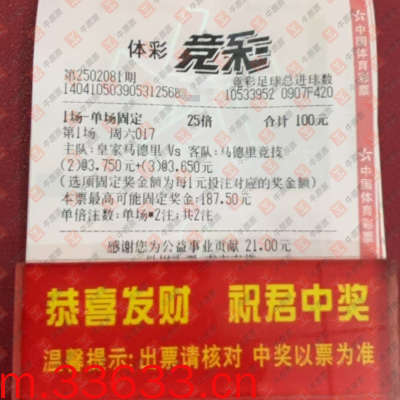 体彩 竞彩
第2502081期 竞彩足球总进球数
140410503905312568 10533952 0907F420
1场-单场固定 25倍 合计 100元
第1场 周六017
主队:皇家马德里 Vs 客队:马德里竞技
(2)@3.750元+(3)@3.650元
(选项固定奖金额为每1元投注对应的奖金额)
本票最高可能固定奖金:187.50元
单倍注数:单场*2注;共2注
感谢您为公益事业贡献 21.00元
恭喜发财 祝君中奖
温馨提示:出票请核对 中奖以票为准
m.33633.cn
中国体育彩票
中国体育彩票